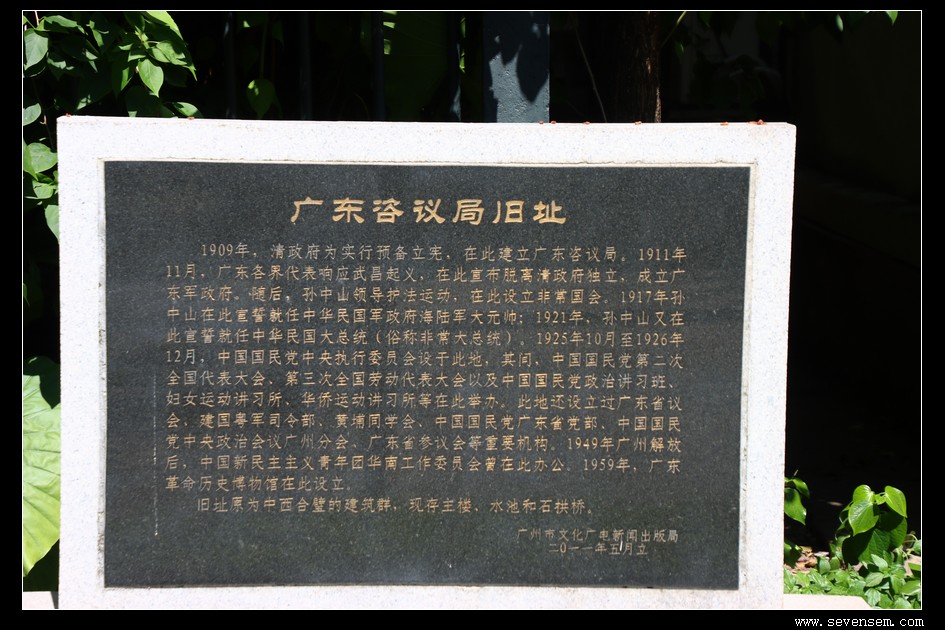 广东咨议局旧址
1909年，清政府为实行预备立宪，在此建立广东咨议局。1911年
11月，广东各界代表响应武昌起义，在此宣布脱离清政府独立，成立广
东军政府。随后，孙中山领导护法运动，在此设立非常国会。1917年孙
中山在此宣誓就任中华民国军政府海陆军大元帅；1921年，孙中山又在
此宣誓就任中华民国大总统（俗称非常大总统）。1925年10月至1926年
12月，中国国民党中央执行委员会设于此地，其间，中国国民党第二次
全国代表大会、第三次全国劳动代表大会以及中国国民党政治讲习班、
妇女运动讲习所、华侨运动讲习所等在此举办。此地还设立过广东省议
会、建国粤军司令部、黄埔同学会、中国国民党广东省党部、中国国民
党中央政治会议广州分会、广东省参议会等重要机构。1949年广州解放
后，中国新民主主义青年团华南工作委员会曾在此办公。1959年，广东
革命历史博物馆在此设立。
旧址原为中西合璧的建筑群，现存主楼、水池和石拱桥。
广州市文化广电新闻出版局
二〇一一年五月立
www.sevensem.com